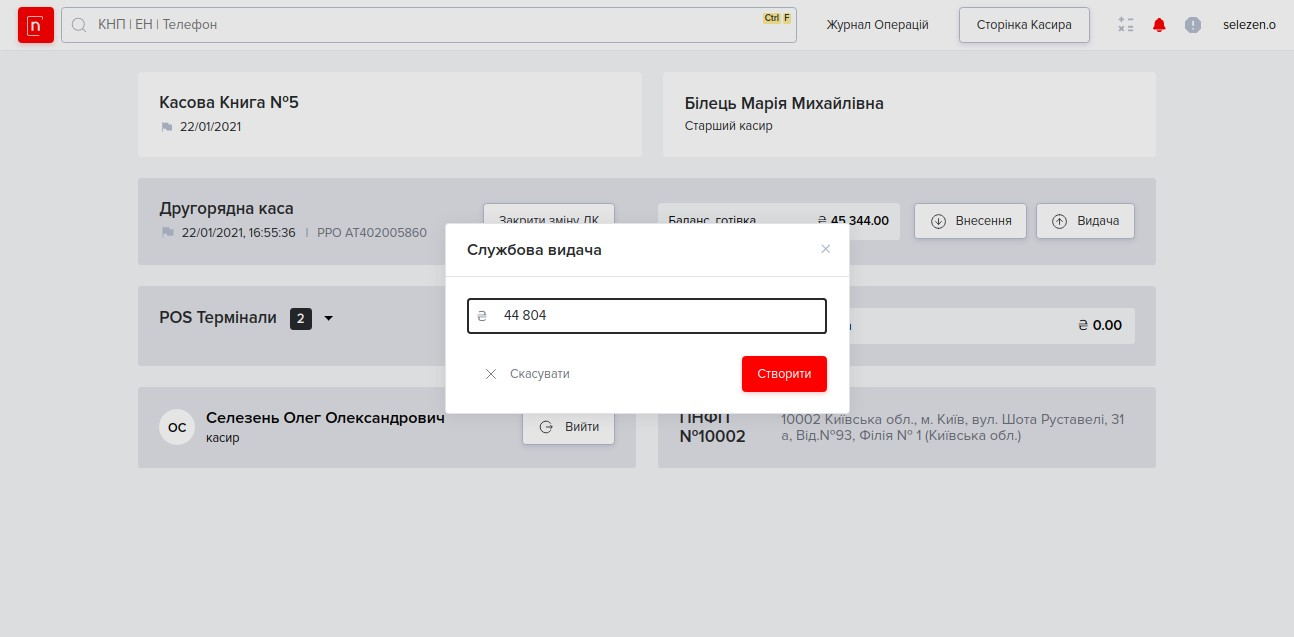 n
КНП | ЕН | Телефон
Ctrl F
Журнал Операцій
Сторінка Касира
selezen.o
Касова Книга №5
22/01/2021
Білець Марія Михайлівна
Старший касир
Другорядна каса
22/01/2021, 16:55:36 | РРО АТ402005860
Закрити зміну ДК
Баланс, готівка
₴ 45 344.00
Внесення
Видача
Службова видача
₴ 44 804
Скасувати
Створити
POS Термінали 2
₴ 0.00
ОС
Селезень Олег Олександрович
касир
Вийти
ПНФП
№10002
10002 Київська обл., м. Київ, вул. Шота Руставелі, 31
а, Від.№93, Філія № 1 (Київська обл.)